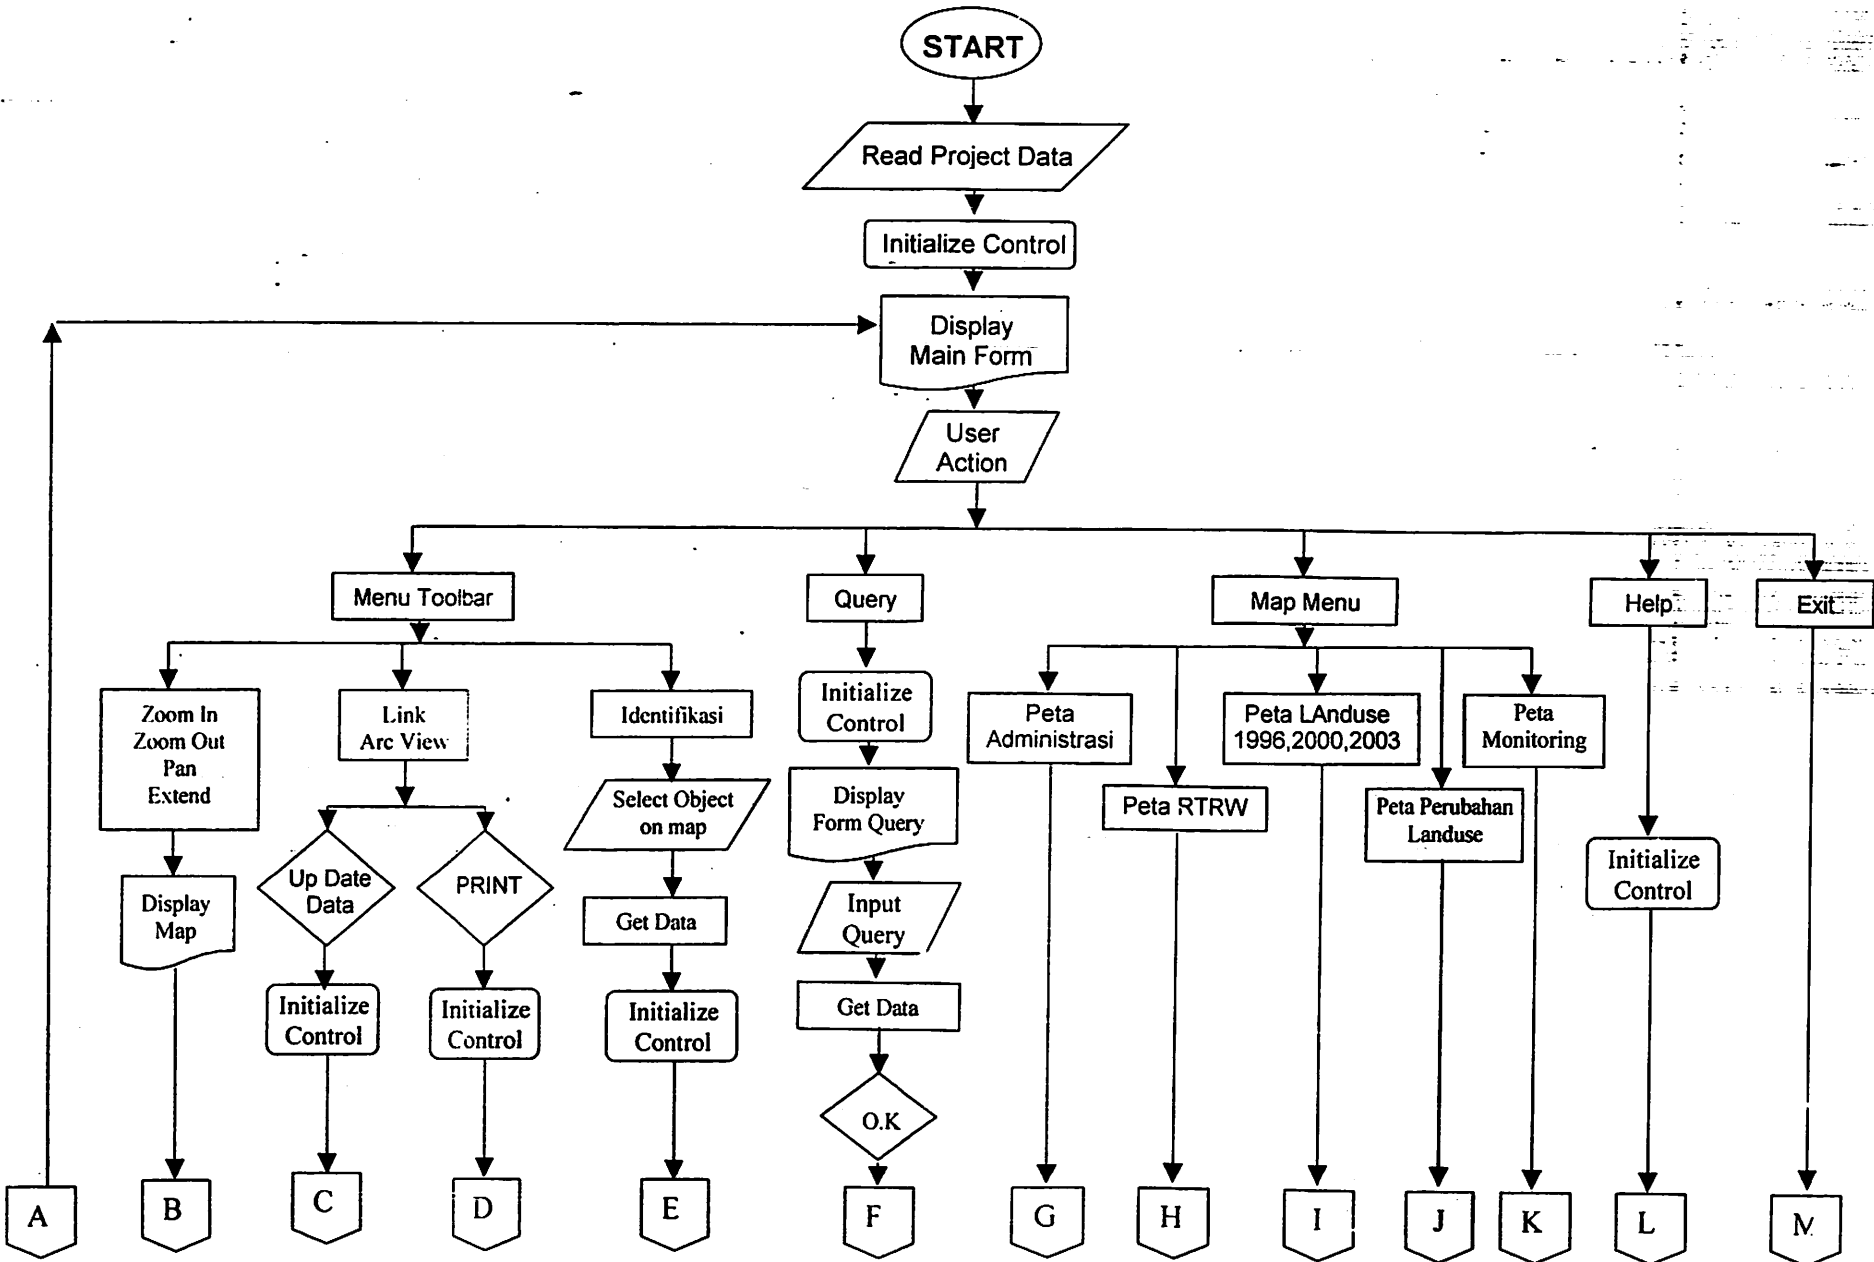 START
Read Project Data
Initialize Control
Display
Main Form
User
Action
Menu Toolbar
Query
Map Menu
Help
Exit
Zoom In
Zoom Out
Pan
Extend
Link
Arc View
Identifikasi
Initialize
Control
Peta
Administrasi
Peta LAnduse
1996,2000,2003
Peta
Monitoring
Select Object
on map
Display
Form Query
Peta RTRW
Peta Perubahan
Landuse
Up Date
Data
PRINT
Display
Map
Get Data
Input
Query
Initialize
Control
Initialize
Control
Initialize
Control
Initialize
Control
Get Data
O.K
A
B
C
D
E
F
G
H
I
J
K
L
M